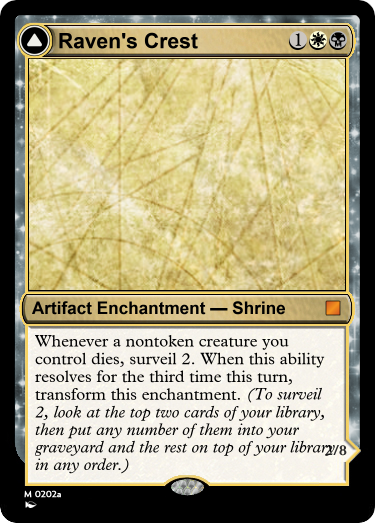 Raven's Crest
1
Artifact Enchantment — Shrine
Whenever a nontoken creature you
control dies, surveil 2. When this ability
resolves for the third time this turn,
transform this enchantment. (To surveil
2, look at the top two cards of your library,
then put any number of them into your
graveyard and the rest on top of your library
in any order.)
2/8
M 0202a